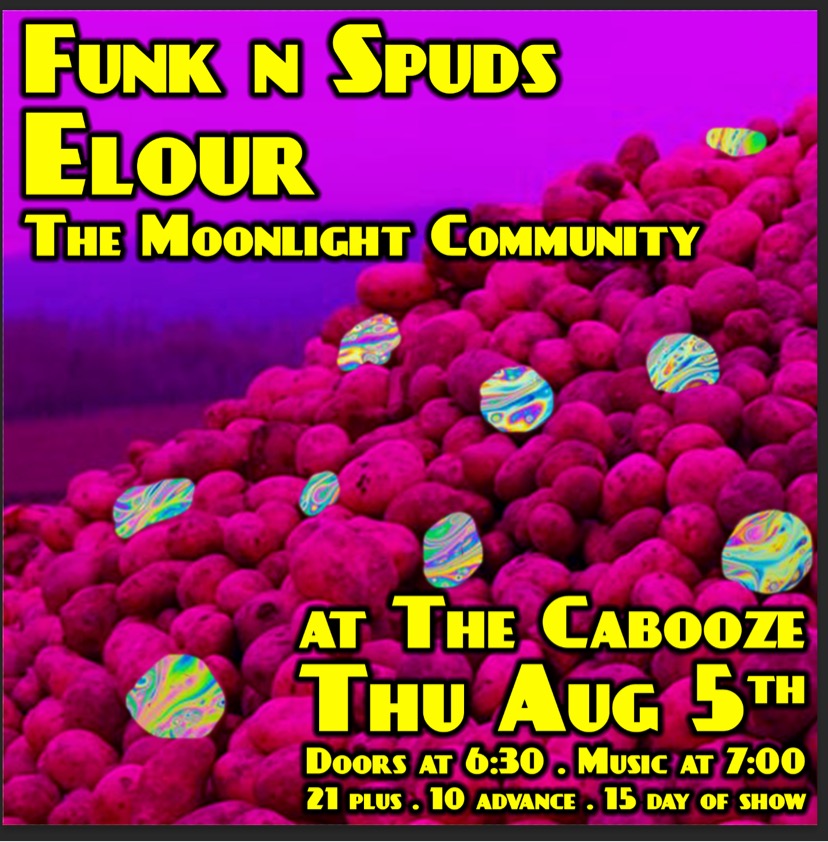 Funk n Spuds
Elour
The Moonlight Community
at The Cabooze
Thu Aug 5th
Doors at 6:30 . Music at 7:00
21 plus . 10 advance . 15 day of show